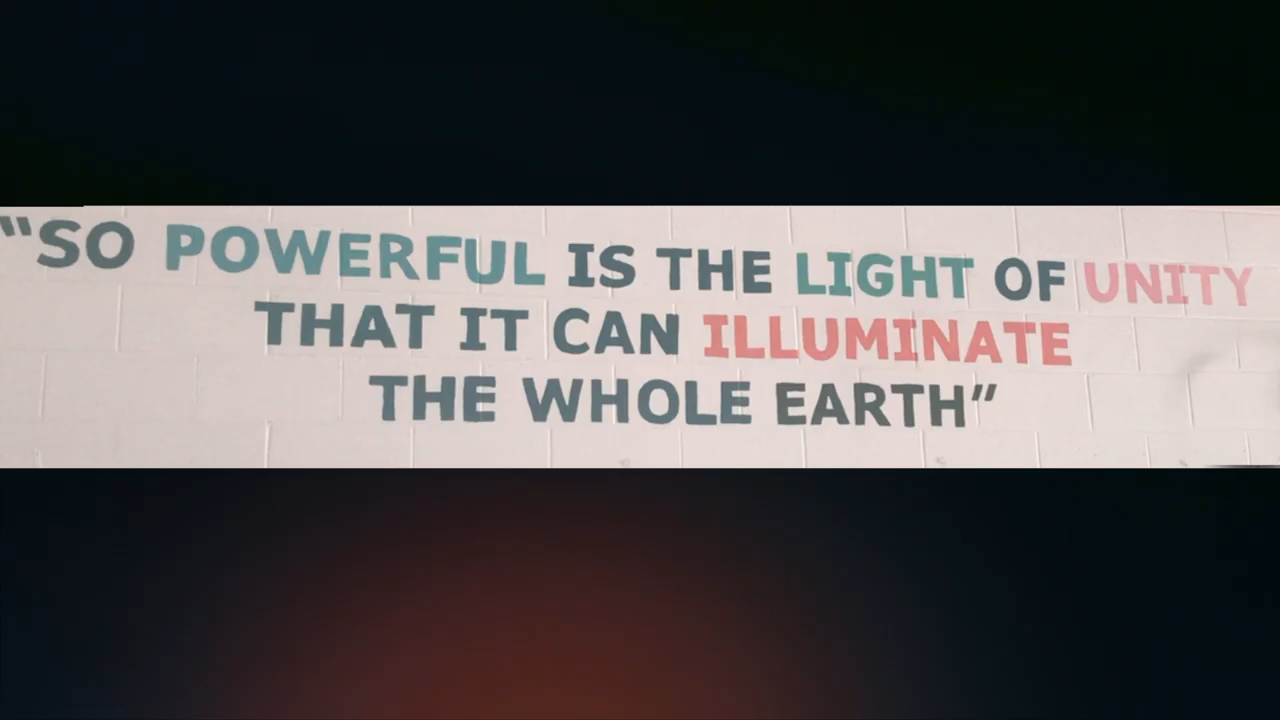 "SO POWERFUL IS THE LIGHT OF UNITY
THAT IT CAN ILLUMINATE
THE WHOLE EARTH"